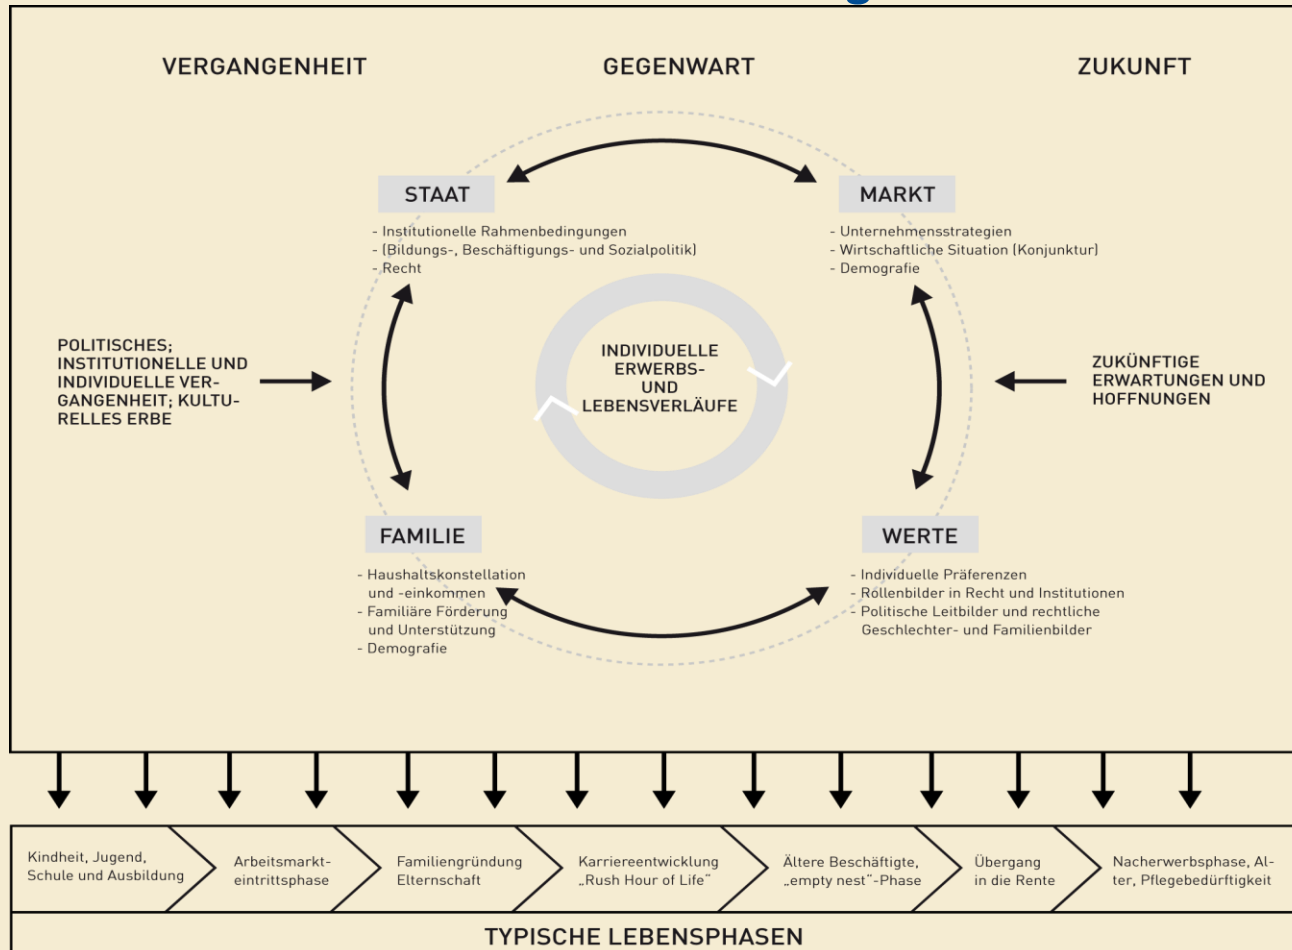 VERGANGENHEIT
GEGENWART
ZUKUNFT
STAAT
- Institutionelle Rahmenbedingungen
- (Bildungs-, Beschäftigungs- und Sozialpolitik)
- Recht
MARKT
- Unternehmensstrategien
- Wirtschaftliche Situation (Konjunktur)
- Demografie
POLITISCHES;
INSTITUTIONELLE UND
INDIVIDUELLE VER-
GANGENHEIT; KULTU-
RELLES ERBE
INDIVIDUELLE
ERWERBS-
UND
LEBENSVERLÄUFE
ZUKÜNFTIGE
ERWARTUNGEN UND
HOFFNUNGEN
FAMILIE
- Haushaltskonstellation
und -einkommen
- Familiäre Förderung
und Unterstützung
- Demografie
WERTE
- Individuelle Präferenzen
- Rollenbilder in Recht und Institutionen
- Politische Leitbilder und rechtliche
Geschlechter- und Familienbilder
Kindheit, Jugend,
Schule und Ausbildung
Arbeitsmarkt-
eintrittsphase
Familiengründung
Elternschaft
Karriereentwicklung
„Rush Hour of Life“
Ältere Beschäftigte,
„empty nest“-Phase
Übergang
in die Rente
Nacherwerbsphase, Al-
ter, Pflegebedürftigkeit
TYPISCHE LEBENSPHASEN